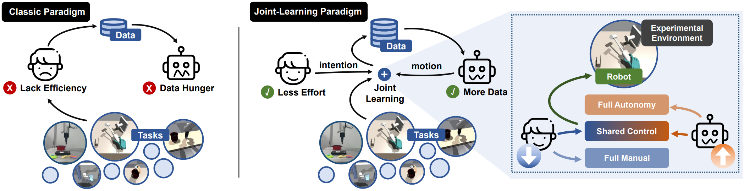 Classic Paradigm
Data
Lack Efficiency
Data Hunger
Tasks
Joint-Learning Paradigm
Data
intention
motion
Less Effort
Joint
Learning
More Data
Tasks
Experimental
Environment
Robot
Full Autonomy
Shared Control
Full Manual